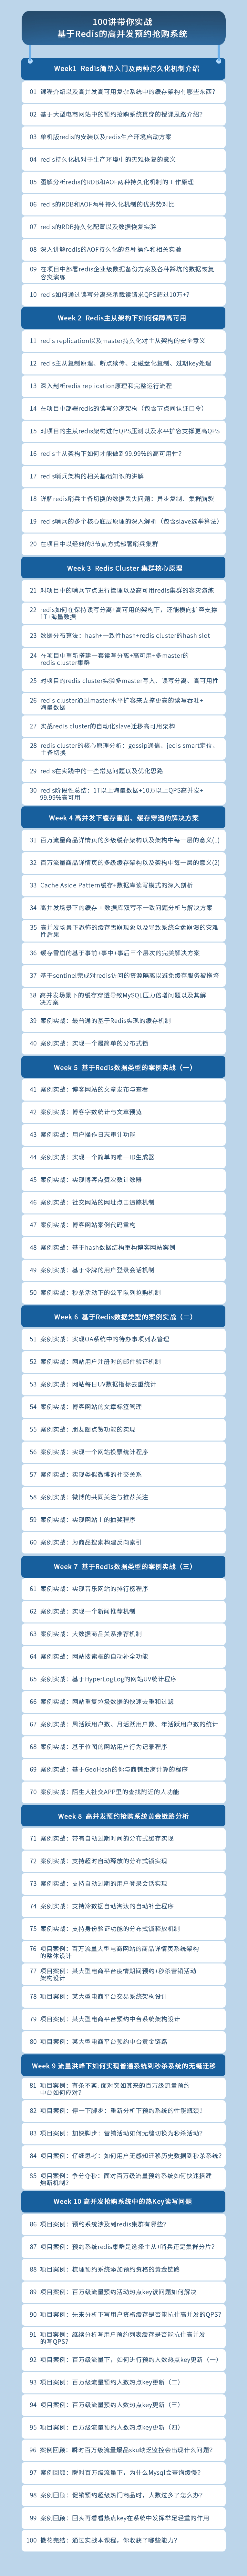 100讲带你实战
基于Redis的高并发预约抢购系统
Week1 Redis简单入门及两种持久化机制介绍
01 课程介绍以及高并发高可用复杂系统中的缓存架构有哪些东西?
02 基于大型电商网站中的预约抢购系统贯穿的授课思路介绍?
03 单机版redis的安装以及redis生产环境启动方案
04 redis持久化机对于生产环境中的灾难恢复的意义
05 图解分析redis的RDB和AOF两种持久化机制的工作原理
06 redis的RDB和AOF两种持久化机制的优劣势对比
07 redis的RDB持久化配置以及数据恢复实验
08 深入讲解redis的AOF持久化的各种操作和相关实验
09 在项目中部署redis企业级数据备份方案及各种踩坑的数据恢复
容灾演练
10 redis如何通过读写分离来承载读请求QPS超过10万+?
Week 2 Redis主从架构下如何保障高可用
11 redis replication以及master持久化对主从架构的安全意义
12 redis主从复制原理、断点续传、无磁盘化复制、过期key处理
13 深入剖析redis replication原理和完整运行流程
14 在项目中部署redis的读写分离架构（包含节点间认证口令）
15 对项目的主从redis架构进行QPS压测以及水平扩容支撑更高QPS
16 redis主从架构下如何才能做到99.99%的高可用性?
17 redis哨兵架构的相关基础知识的讲解
18 详解redis哨兵主备切换的数据丢失问题：异步复制、集群脑裂
19 redis哨兵的多个核心底层原理的深入解析（包含slave选举算法）
20 在项目中以经典的3节点方式部署哨兵集群
Week 3 Redis Cluster 集群核心原理
21 对项目中的哨兵节点进行管理以及高可用redis集群的容灾演练
22 redis如何在保持读写分离+高可用的架构下，还能横向扩容支撑
1T+海量数据
23 数据分布算法：hash+一致性hash+redis cluster的hash slot
24 在项目中重新搭建一套读写分离+高可用+多master的
redis cluster集群
25 对项目的redis cluster实验多master写入、读写分离、高可用性
26 redis cluster通过master水平扩容来支撑更高的读写吞吐+
海量数据
27 实战redis cluster的自动化slave迁移高可用架构
28 redis cluster的核心原理分析：gossip通信、jedis smart定位、
主备切换
29 redis在实践中的一些常见问题以及优化思路
30 redis阶段性总结：1T以上海量数据+10万以上QPS高并发+
99.99%高可用
Week 4 高并发下缓存雪崩、缓存穿透的解决方案
31 百万流量商品详情页的多级缓存架构以及架构中每一层的意义(1)
32 百万流量商品详情页的多级缓存架构以及架构中每一层的意义(2)
33 Cache Aside Pattern缓存+数据库读写模式的深入剖析
34 高并发场景下的缓存 + 数据库双写不一致问题分析与解决方案
35 高并发场景下恐怖的缓存雪崩现象以及导致系统全盘崩溃的灾难
性后果
36 缓存雪崩的基于事前+事中+事后三个层次的完美解决方案
37 基于sentinel完成对redis访问的资源隔离以避免缓存服务被拖垮
38 高并发场景下的缓存穿透导致MySQL压力倍增问题以及其解
决方案
39 案例实战：最普通的基于Redis实现的缓存机制
40 案例实战：实现一个最简单的分布式锁
Week 5 基于Redis数据类型的案例实战（一）
41 案例实战：博客网站的文章发布与查看
42 案例实战：博客字数统计与文章预览
43 案例实战：用户操作日志审计功能
44 案例实战：实现一个简单的唯一ID生成器
45 案例实战：实现博客点赞次数计数器
46 案例实战：社交网站的网址点击追踪机制
47 案例实战：博客网站案例代码重构
48 案例实战：基于hash数据结构重构博客网站案例
49 案例实战：基于令牌的用户登录会话机制
50 案例实战：秒杀活动下的公平队列抢购机制
Week 6 基于Redis数据类型的案例实战（二）
51 案例实战：实现OA系统中的待办事项列表管理
52 案例实战：网站用户注册时的邮件验证机制
53 案例实战：网站每日UV数据指标去重统计
54 案例实战：博客网站的文章标签管理
55 案例实战：朋友圈点赞功能的实现
56 案例实战：实现一个网站投票统计程序
57 案例实战：实现类似微博的社交关系
58 案例实战：微博的共同关注与推荐关注
59 案例实战：实现网站上的抽奖程序
60 案例实战：为商品搜索构建反向索引
Week 7 基于Redis数据类型的案例实战（三）
61 案例实战：实现音乐网站的排行榜程序
62 案例实战：实现一个新闻推荐机制
63 案例实战：大数据商品关系推荐机制
64 案例实战：网站搜索框的自动补全功能
65 案例实战：基于HyperLogLog的网站UV统计程序
66 案例实战：网站重复垃圾数据的快速去重和过滤
67 案例实战：周活跃用户数、月活跃用户数、年活跃用户数的统计
68 案例实战：基于位图的网站用户行为记录程序
69 案例实战：基于GeoHash的你与商铺距离计算的程序
70 案例实战：陌生人社交APP里的查找附近的人功能
Week 8 高并发预约抢购系统黄金链路分析
71 案例实战：带有自动过期时间的分布式缓存实现
72 案例实战：支持超时自动释放的分布式锁实现
73 案例实战：支持自动过期的用户登录会话实现
74 案例实战：支持冷数据自动淘汰的自动补全程序
75 案例实战：支持身份验证功能的分布式锁释放机制
76 项目案例：百万流量大型电商网站的商品详情页系统架构
的整体设计
77 项目案例：某大型电商平台疫情期间预约+秒杀营销活动
架构设计
78 项目案例：某大型电商平台交易系统架构设计
79 项目案例：某大型电商平台预约中台系统架构设计
80 项目案例：某大型电商平台预约中台黄金链路
Week 9 流量洪峰下如何实现普通系统到秒杀系统的无缝迁移
81 项目案例：有条不紊：面对突如其来的百万级流量预约
中台如何应对?
82 项目案例：停一下脚步：重新分析下预约系统的性能瓶颈！
83 项目案例：加快脚步：营销活动如何无缝切换为秒杀活动?
84 项目案例：仔细思考：如何用户无感知迁移历史数据到秒杀系统?
85 项目案例：争分夺秒：面对百万级流量预约系统如何快速搭建
熔断机制?
Week 10 高并发抢购系统中的热Key读写问题
86 项目案例：预约系统涉及到redis集群有哪些?
87 项目案例：预约系统redis集群是选择主从+哨兵还是集群分片?
88 项目案例：梳理预约系统添加预约资格的黄金链路
89 项目案例：百万级流量预约活动热点key读问题如何解决
90 项目案例：先来分析下写用户资格缓存是否能抗住高并发的QPS?
91 项目案例：继续分析写用户预约列表缓存是否能抗住高并发
的写QPS?
92 项目案例：百万级流量下，如何进行预约人数热点key更新（一）
93 项目案例：百万级流量预约人数热点key更新（二）
94 项目案例：百万级流量预约人数热点key更新（三）
95 项目案例：百万级流量预约人数热点key更新（四）
96 案例回顾：瞬时百万级流量爆品sku缺乏监控会出现什么问题?
97 案例回顾：瞬时百万级流量下，为什么Mysql会查询缓慢?
98 案例回顾：促销预约超级热门商品时，人数过多了怎么办?
99 案例回顾：回头再看看热点key在系统中发挥举足轻重的作用
100 撒花完结：通过实战本课程，你收获了哪些能力?